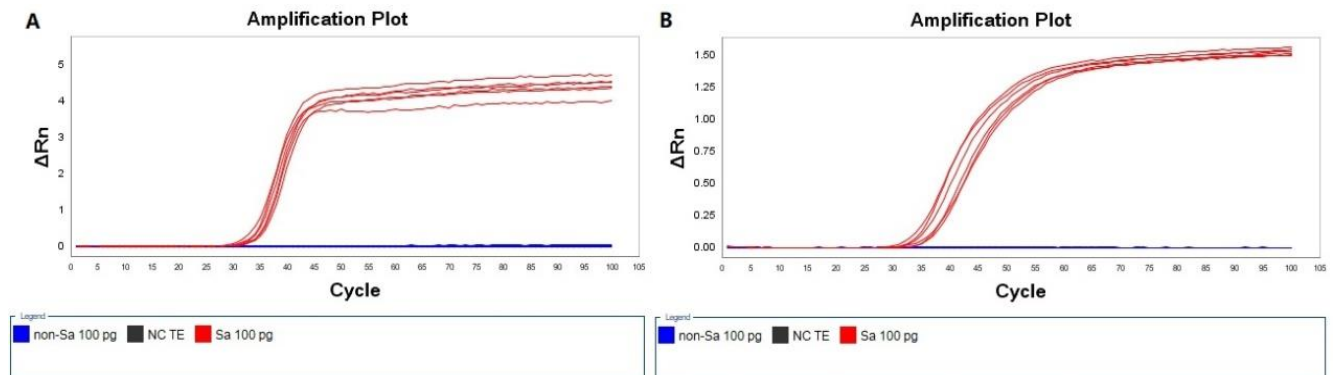 A
Amplification Plot
ΔRn
5
4
3
2
1
0
0 5 10 15 20 25 30 35 40 45 50 55 60 65 70 75 80 85 90 95 100 105
Cycle
Legend
non-Sa 100 pg NC TE Sa 100 pg
B
Amplification Plot
ΔRn
1.50
1.25
1.00
0.75
0.50
0.25
0.00
0 5 10 15 20 25 30 35 40 45 50 55 60 65 70 75 80 85 90 95 100 105
Cycle
Legend
non-Sa 100 pg NC TE Sa 100 pg